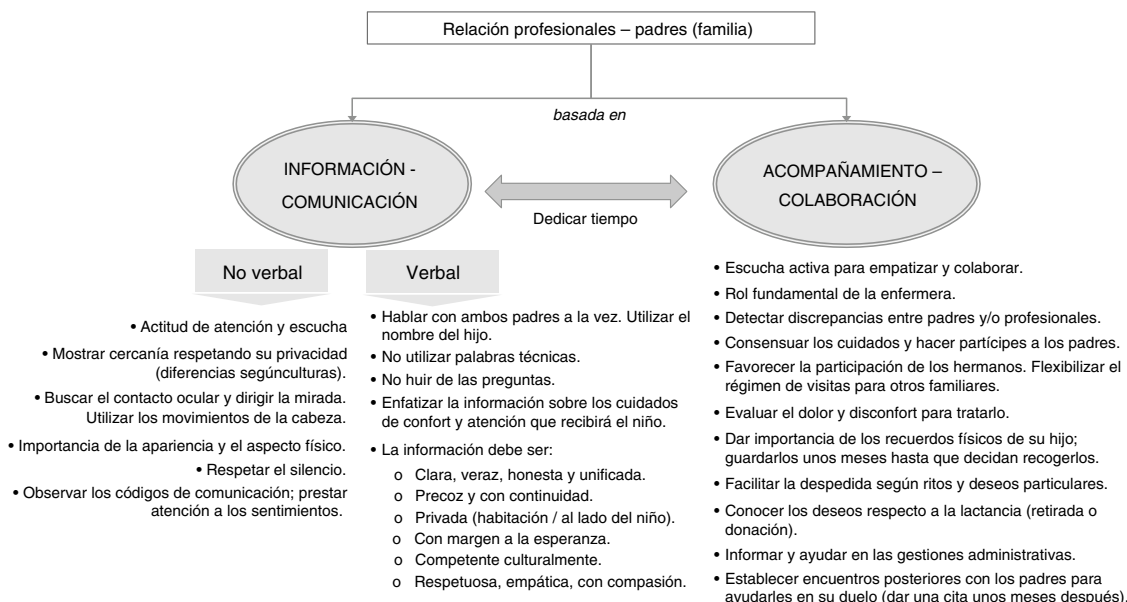 Relación profesionales – padres (familia)
basada en
INFORMACIÓN -
COMUNICACIÓN
Dedicar tiempo
ACOMPAÑAMIENTO –
COLABORACIÓN
No verbal
• Actitud de atención y escucha
• Mostrar cercanía respetando su privacidad
(diferencias segúnculturas).
• Buscar el contacto ocular y dirigir la mirada.
Utilizar los movimientos de la cabeza.
• Importancia de la apariencia y el aspecto físico.
• Respetar el silencio.
• Observar los códigos de comunicación; prestar
atención a los sentimientos.
Verbal
• Hablar con ambos padres a la vez. Utilizar el
nombre del hijo.
• No utilizar palabras técnicas.
• No huir de las preguntas.
• Enfatizar la información sobre los cuidados
de confort y atención que recibirá el niño.
• La información debe ser:
o Clara, veraz, honesta y unificada.
o Precoz y con continuidad.
o Privada (habitación / al lado del niño).
o Con margen a la esperanza.
o Competente culturalmente.
o Respetuosa, empática, con compasión.
• Escucha activa para empatizar y colaborar.
• Rol fundamental de la enfermera.
• Detectar discrepancias entre padres y/o profesionales.
• Consensuar los cuidados y hacer partícipes a los padres.
• Favorecer la participación de los hermanos. Flexibilizar el
régimen de visitas para otros familiares.
• Evaluar el dolor y disconfort para tratarlo.
• Dar importancia de los recuerdos físicos de su hijo;
guardarlos unos meses hasta que decidan recogerlos.
• Facilitar la despedida según ritos y deseos particulares.
• Conocer los deseos respecto a la lactancia (retirada o
donación).
• Informar y ayudar en las gestiones administrativas.
• Establecer encuentros posteriores con los padres para
ayudarles en su duelo (dar una cita unos meses después).